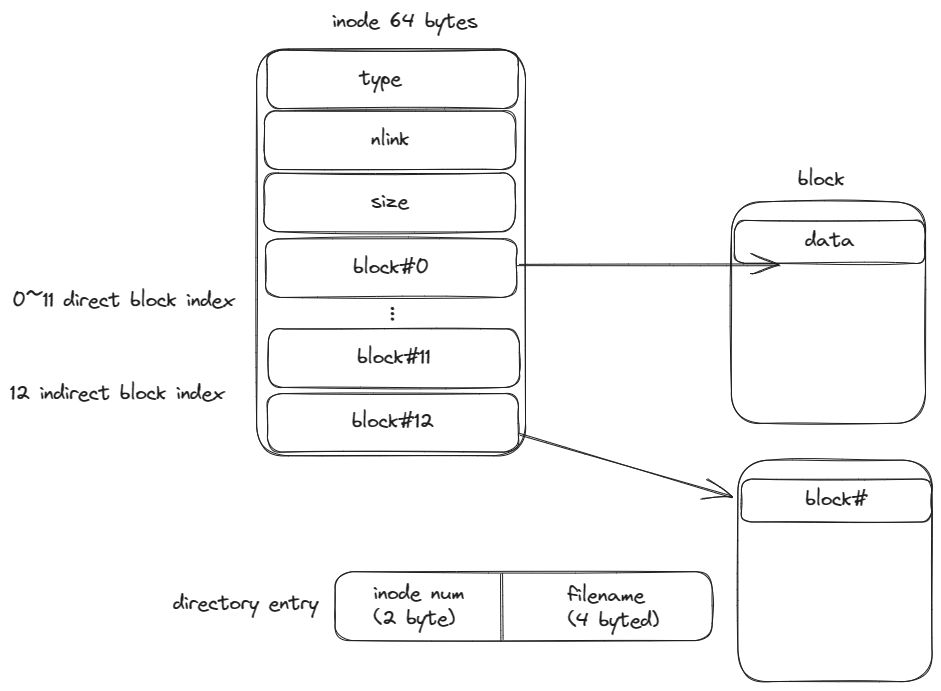 inode 64 bytes
type
nlink
size
block
data
block#0
0~11 direct block index
⋮
block#11
12 indirect block index
block#12
block#
directory entry
inode num
(2 byte)
filename
(4 byted)